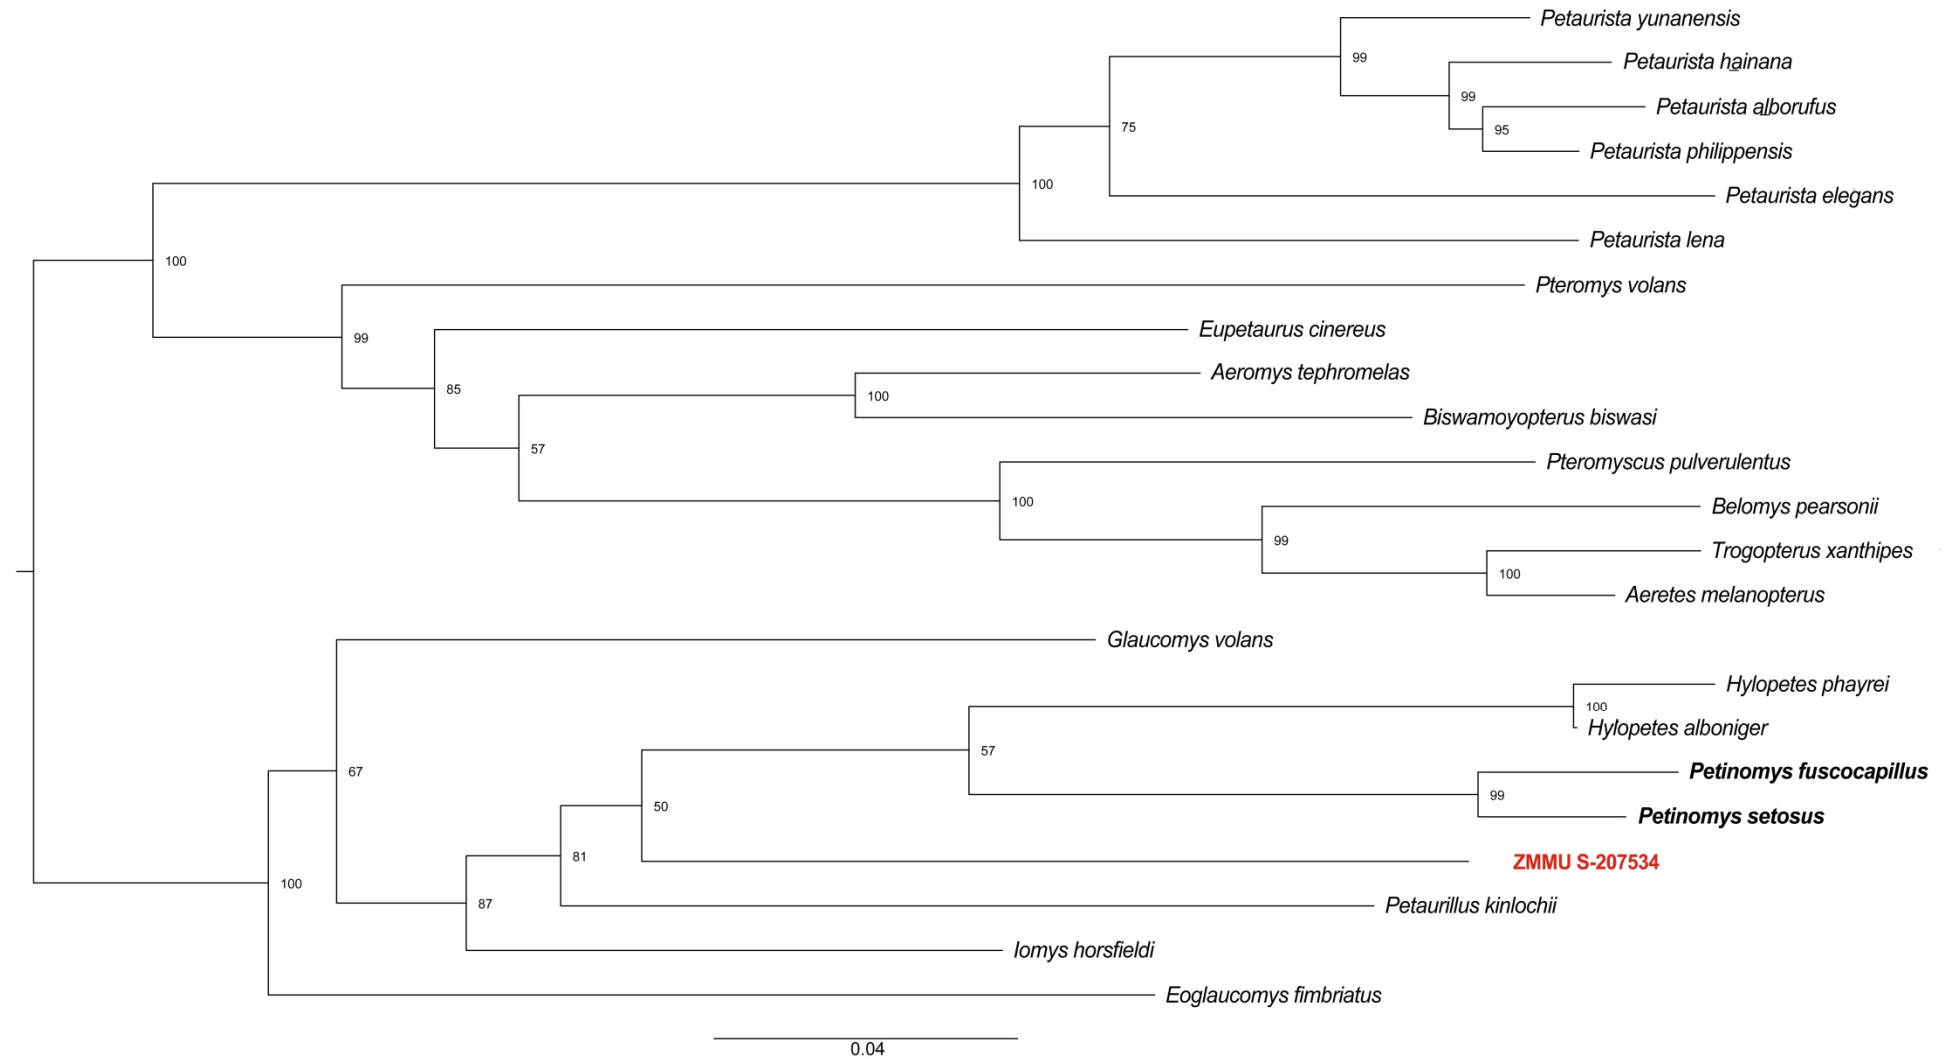 Petaurista yunanensis
99
Petaurista hainana
99
Petaurista alborufus
95
75
Petaurista philippensis
100
Petaurista elegans
Petaurista lena
100
Pteromys volans
99
Eupetaurus cinereus
Aeromys tephromelas
85
100
Biswamoyopterus biswasi
57
Pteromyscus pulverulentus
100
Belomys pearsonii
99
Trogopterus xanthipes
100
Aeretes melanopterus
Glaucomys volans
Hylopetes phayrei
100
Hylopetes alboniger
57
67
Petinomys fuscocapillus
99
50
Petinomys setosus
81
ZMMU S-207534
100
87
Petaurillus kinlochii
Iomys horsfieldi
Eoglaucomys fimbriatus
0.04